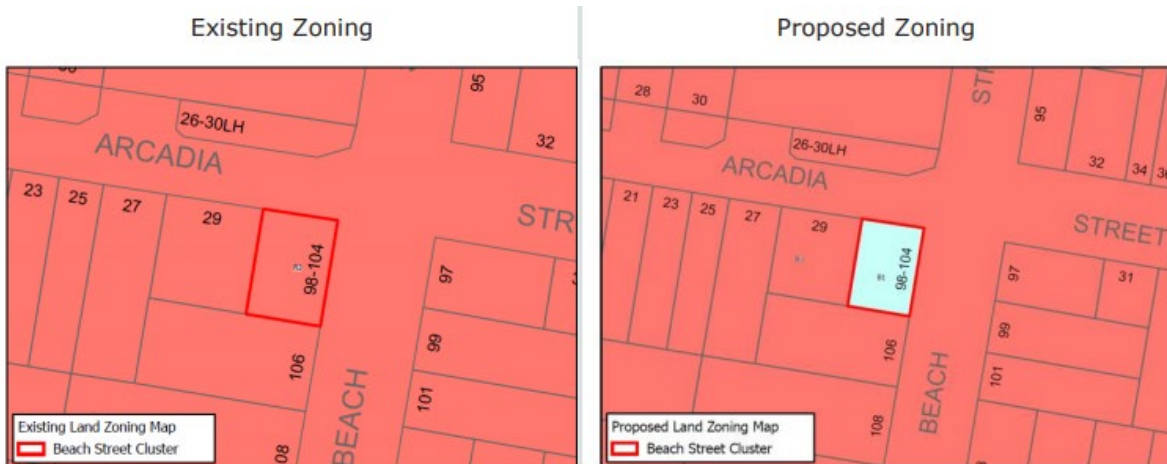 Existing Zoning
26-30LH
95
32
ARCADIA
23
25
27
29
98-104
97
99
106
101
BEACH
Existing Land Zoning Map
Beach Street Cluster
Proposed Zoning
28
30
26-30LH
95
32
34
ARCADIA
STREET
21
23
25
27
29
98-104
97
31
99
106
101
108
BEACH
Proposed Land Zoning Map
Beach Street Cluster